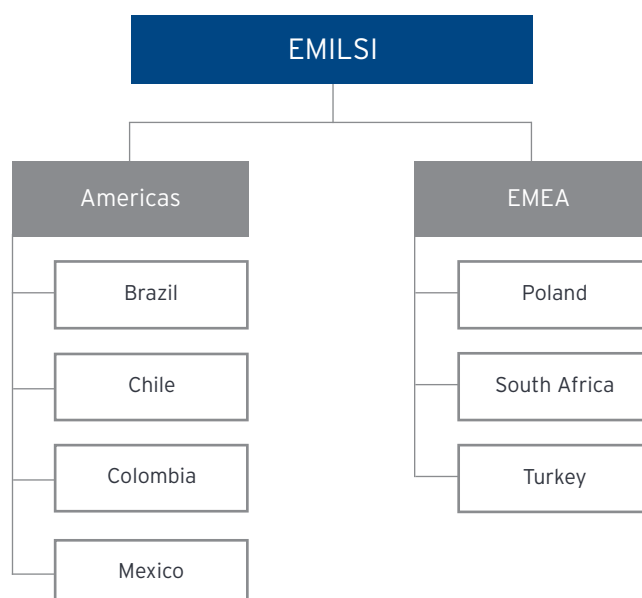 EMILSI
Americas
Brazil
Chile
Colombia
Mexico
EMEA
Poland
South Africa
Turkey